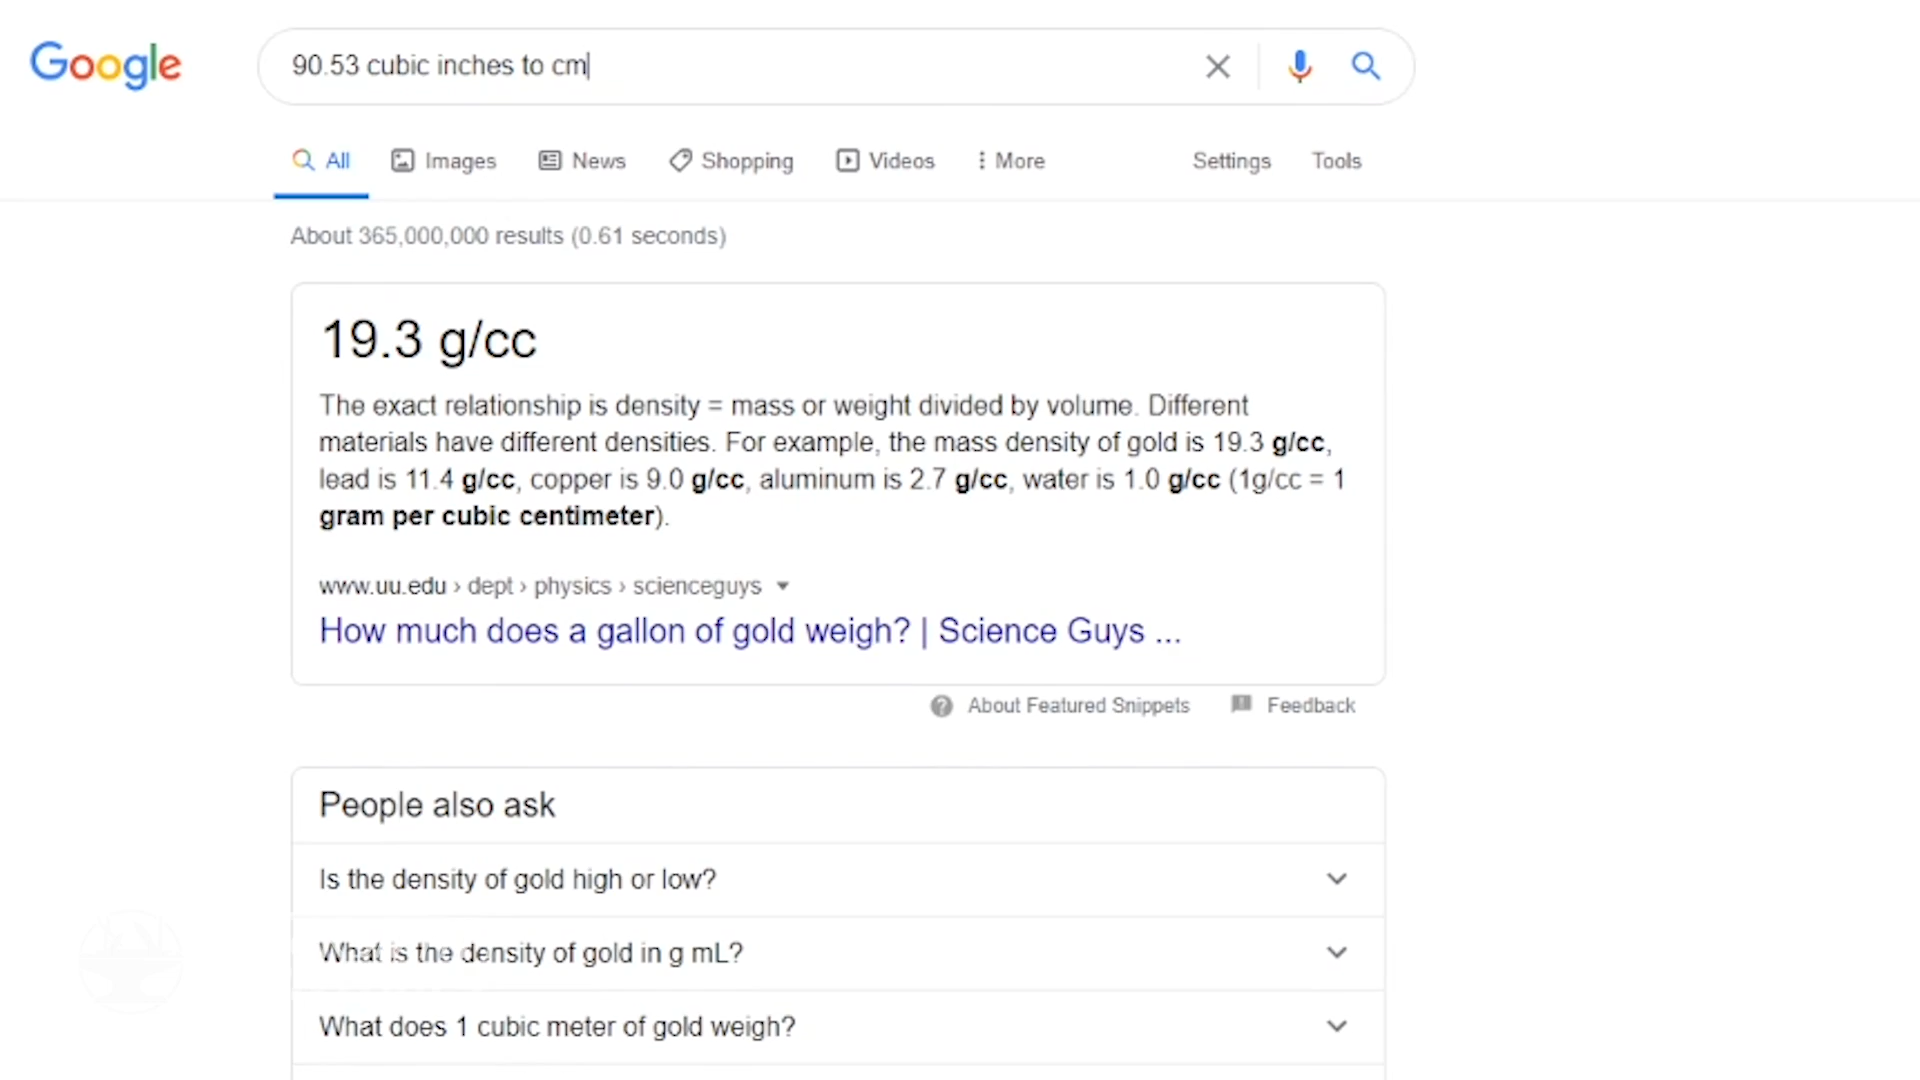 Google
90.53 cubic inches to cm
All Images News Shopping Videos More Settings Tools
About 365,000,000 results (0.61 seconds)
19.3 g/cc
The exact relationship is density = mass or weight divided by volume. Different
materials have different densities. For example, the mass density of gold is 19.3 g/cc,
lead is 11.4 g/cc, copper is 9.0 g/cc, aluminum is 2.7 g/cc, water is 1.0 g/cc (1g/cc = 1
gram per cubic centimeter).
www.uu.edu › dept › physics › scienceguys
How much does a gallon of gold weigh? | Science Guys ...
About Featured Snippets Feedback
People also ask
Is the density of gold high or low?
What is the density of gold in g mL?
What does 1 cubic meter of gold weigh?